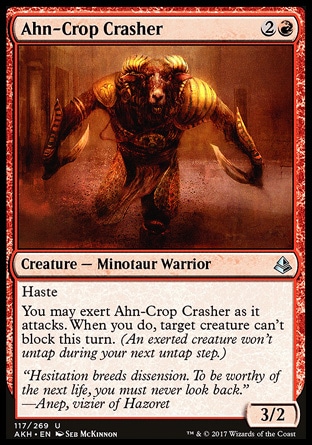 Ahn-Crop Crasher 2
Creature — Minotaur Warrior
Haste
You may exert Ahn-Crop Crasher as it
attacks. When you do, target creature can't
block this turn. (An exerted creature won't
untap during your next untap step.)
"Hesitation breeds dissension. To be worthy of
the next life, you must never look back."
—Anep, vizier of Hazoret
3/2
117/269 U
AKH • EN Seb McKinnon
™ & © 2017 Wizards of the Coast